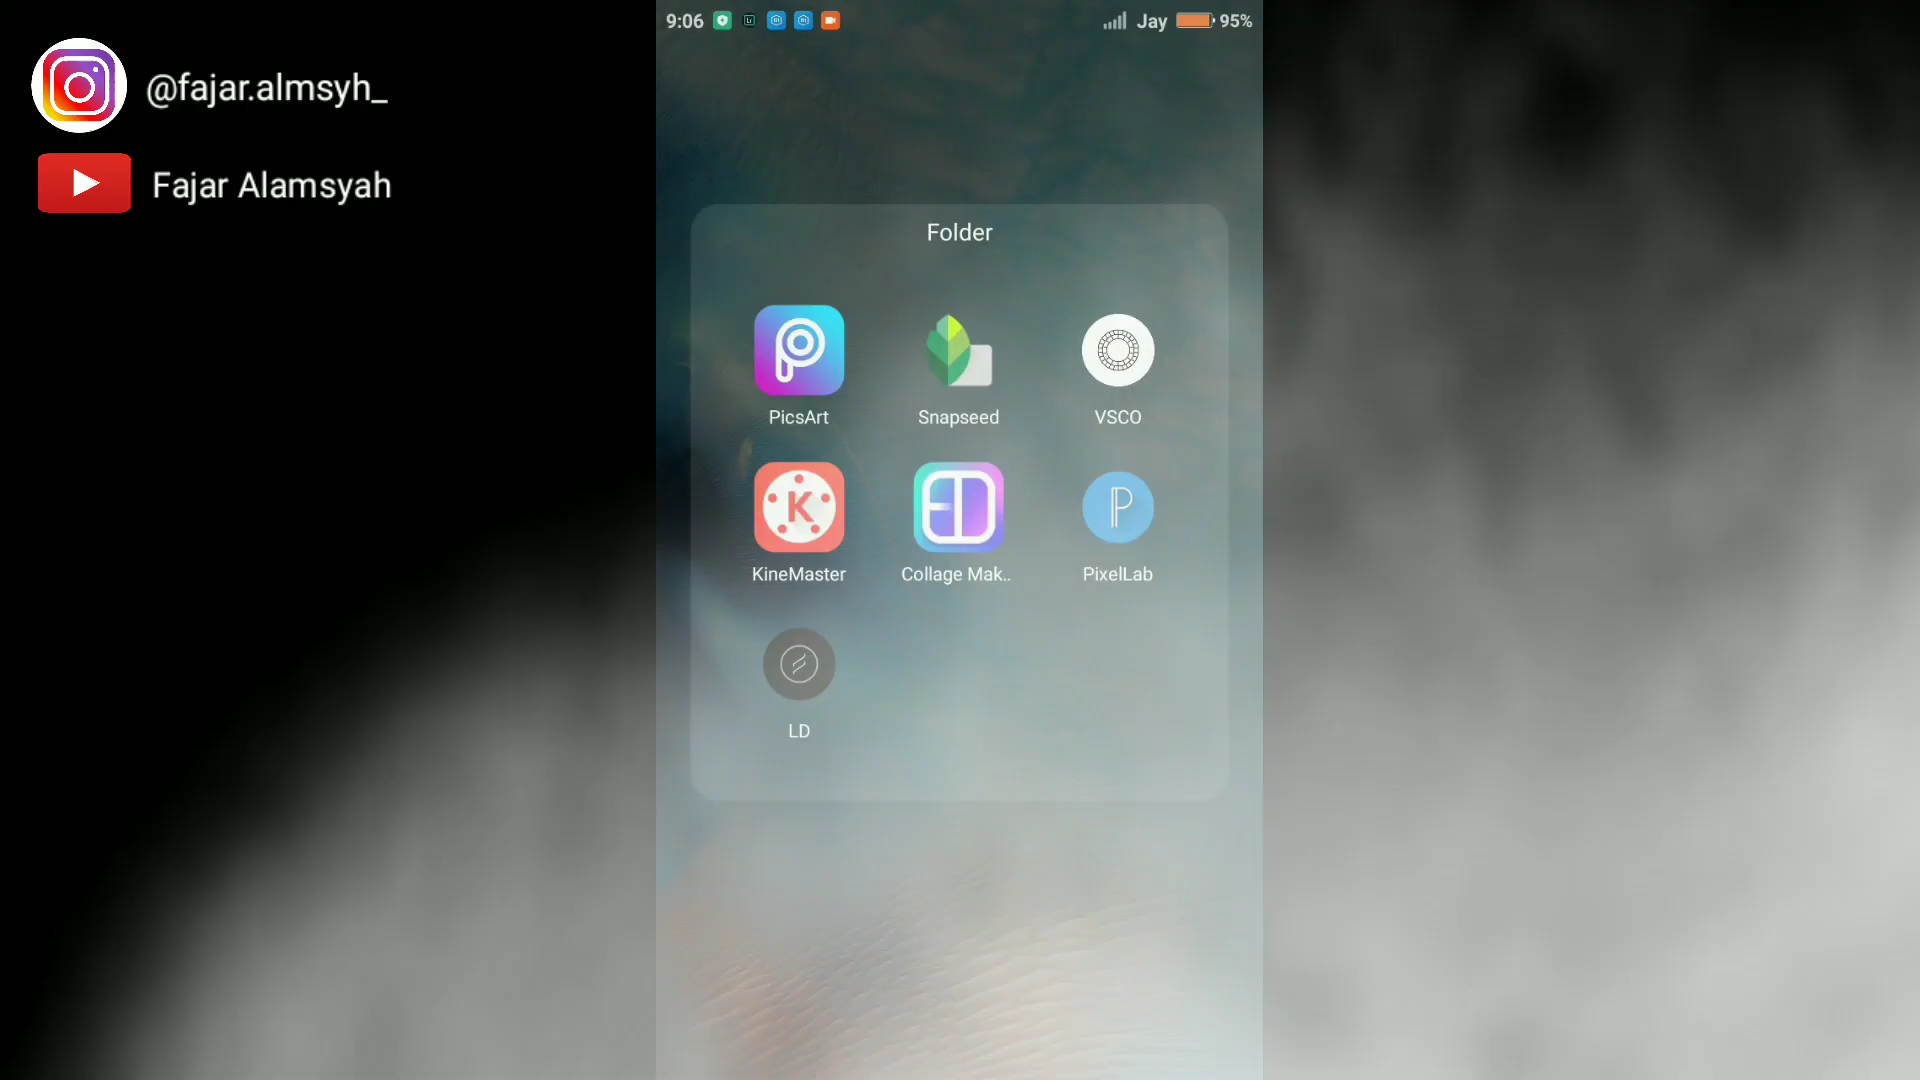 @fajar.almsyh_
Fajar Alamsyah
9:06
Jay
95%
Folder
PicsArt
Snapseed
VSCO
KineMaster
Collage Mak..
PixelLab
LD